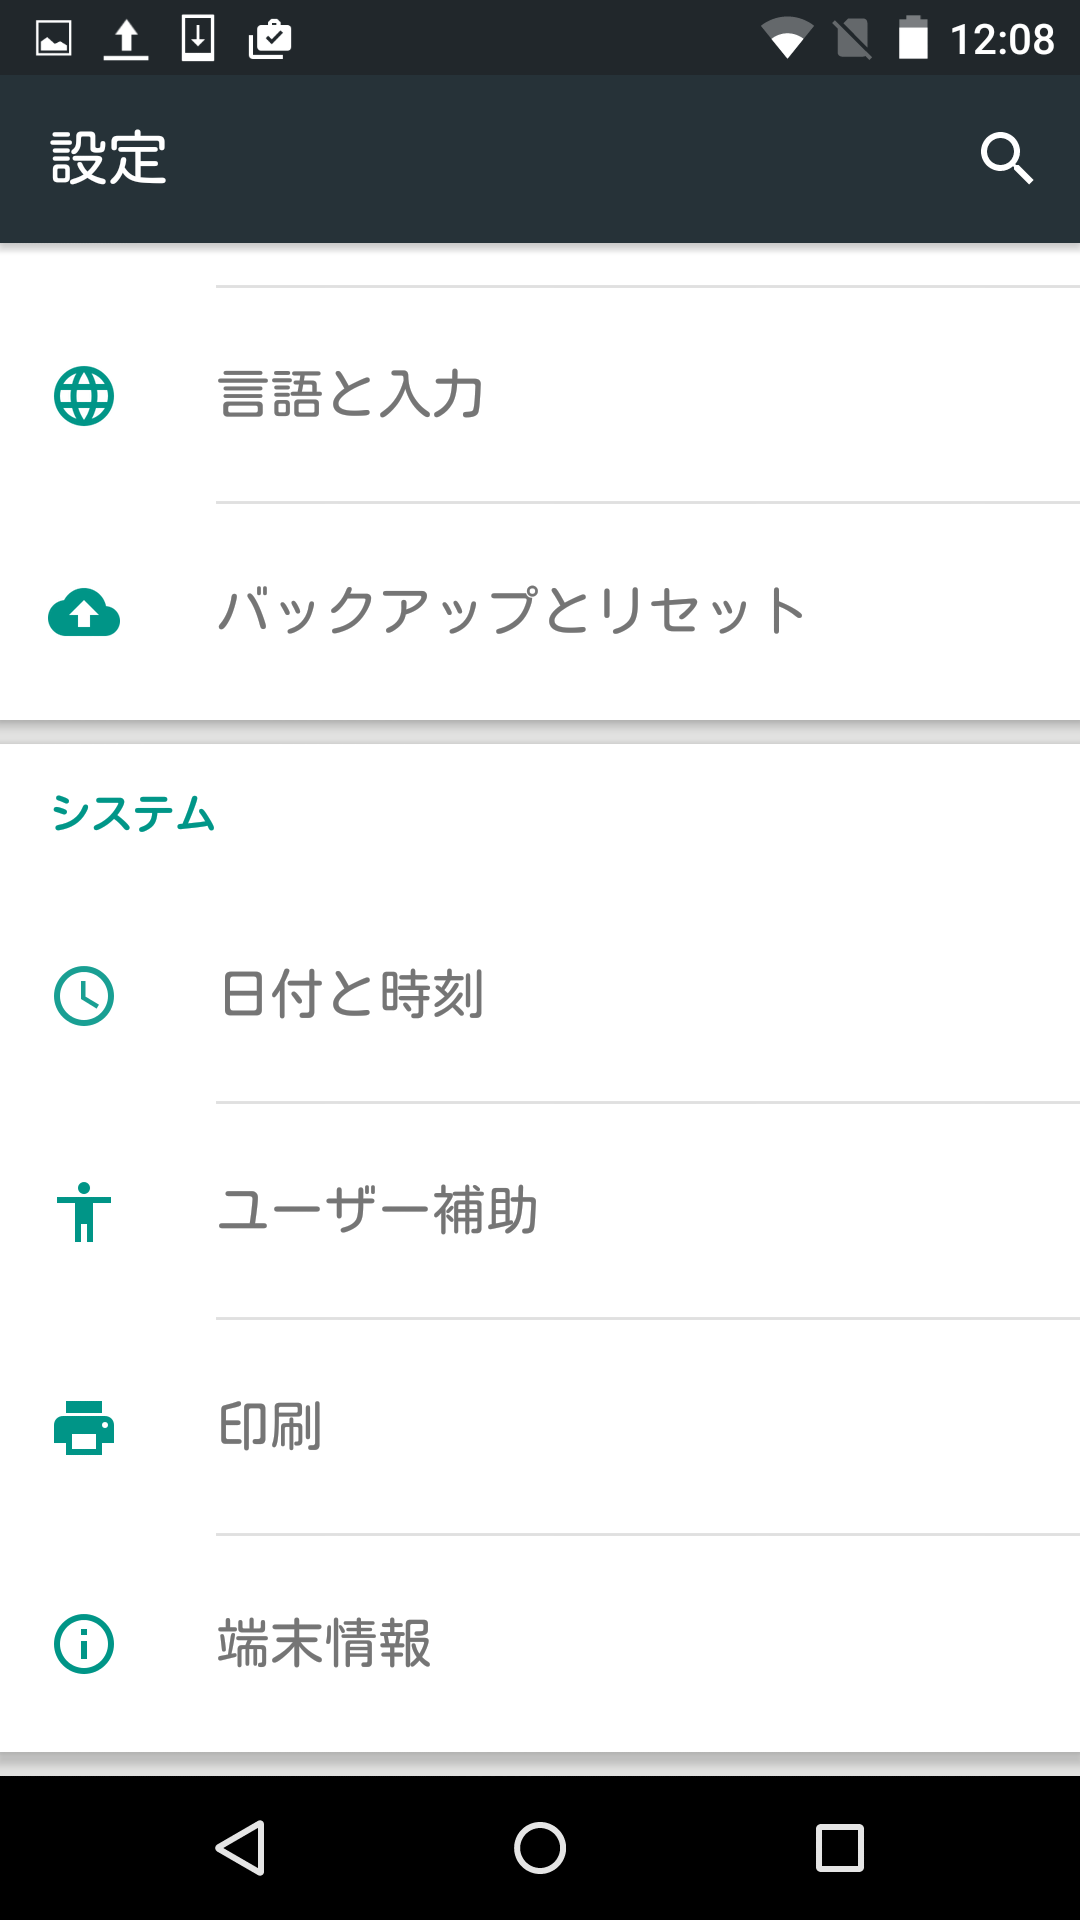 12:08
設定
言語と入力
バックアップとリセット
システム
日付と時刻
ユーザー補助
印刷
端末情報